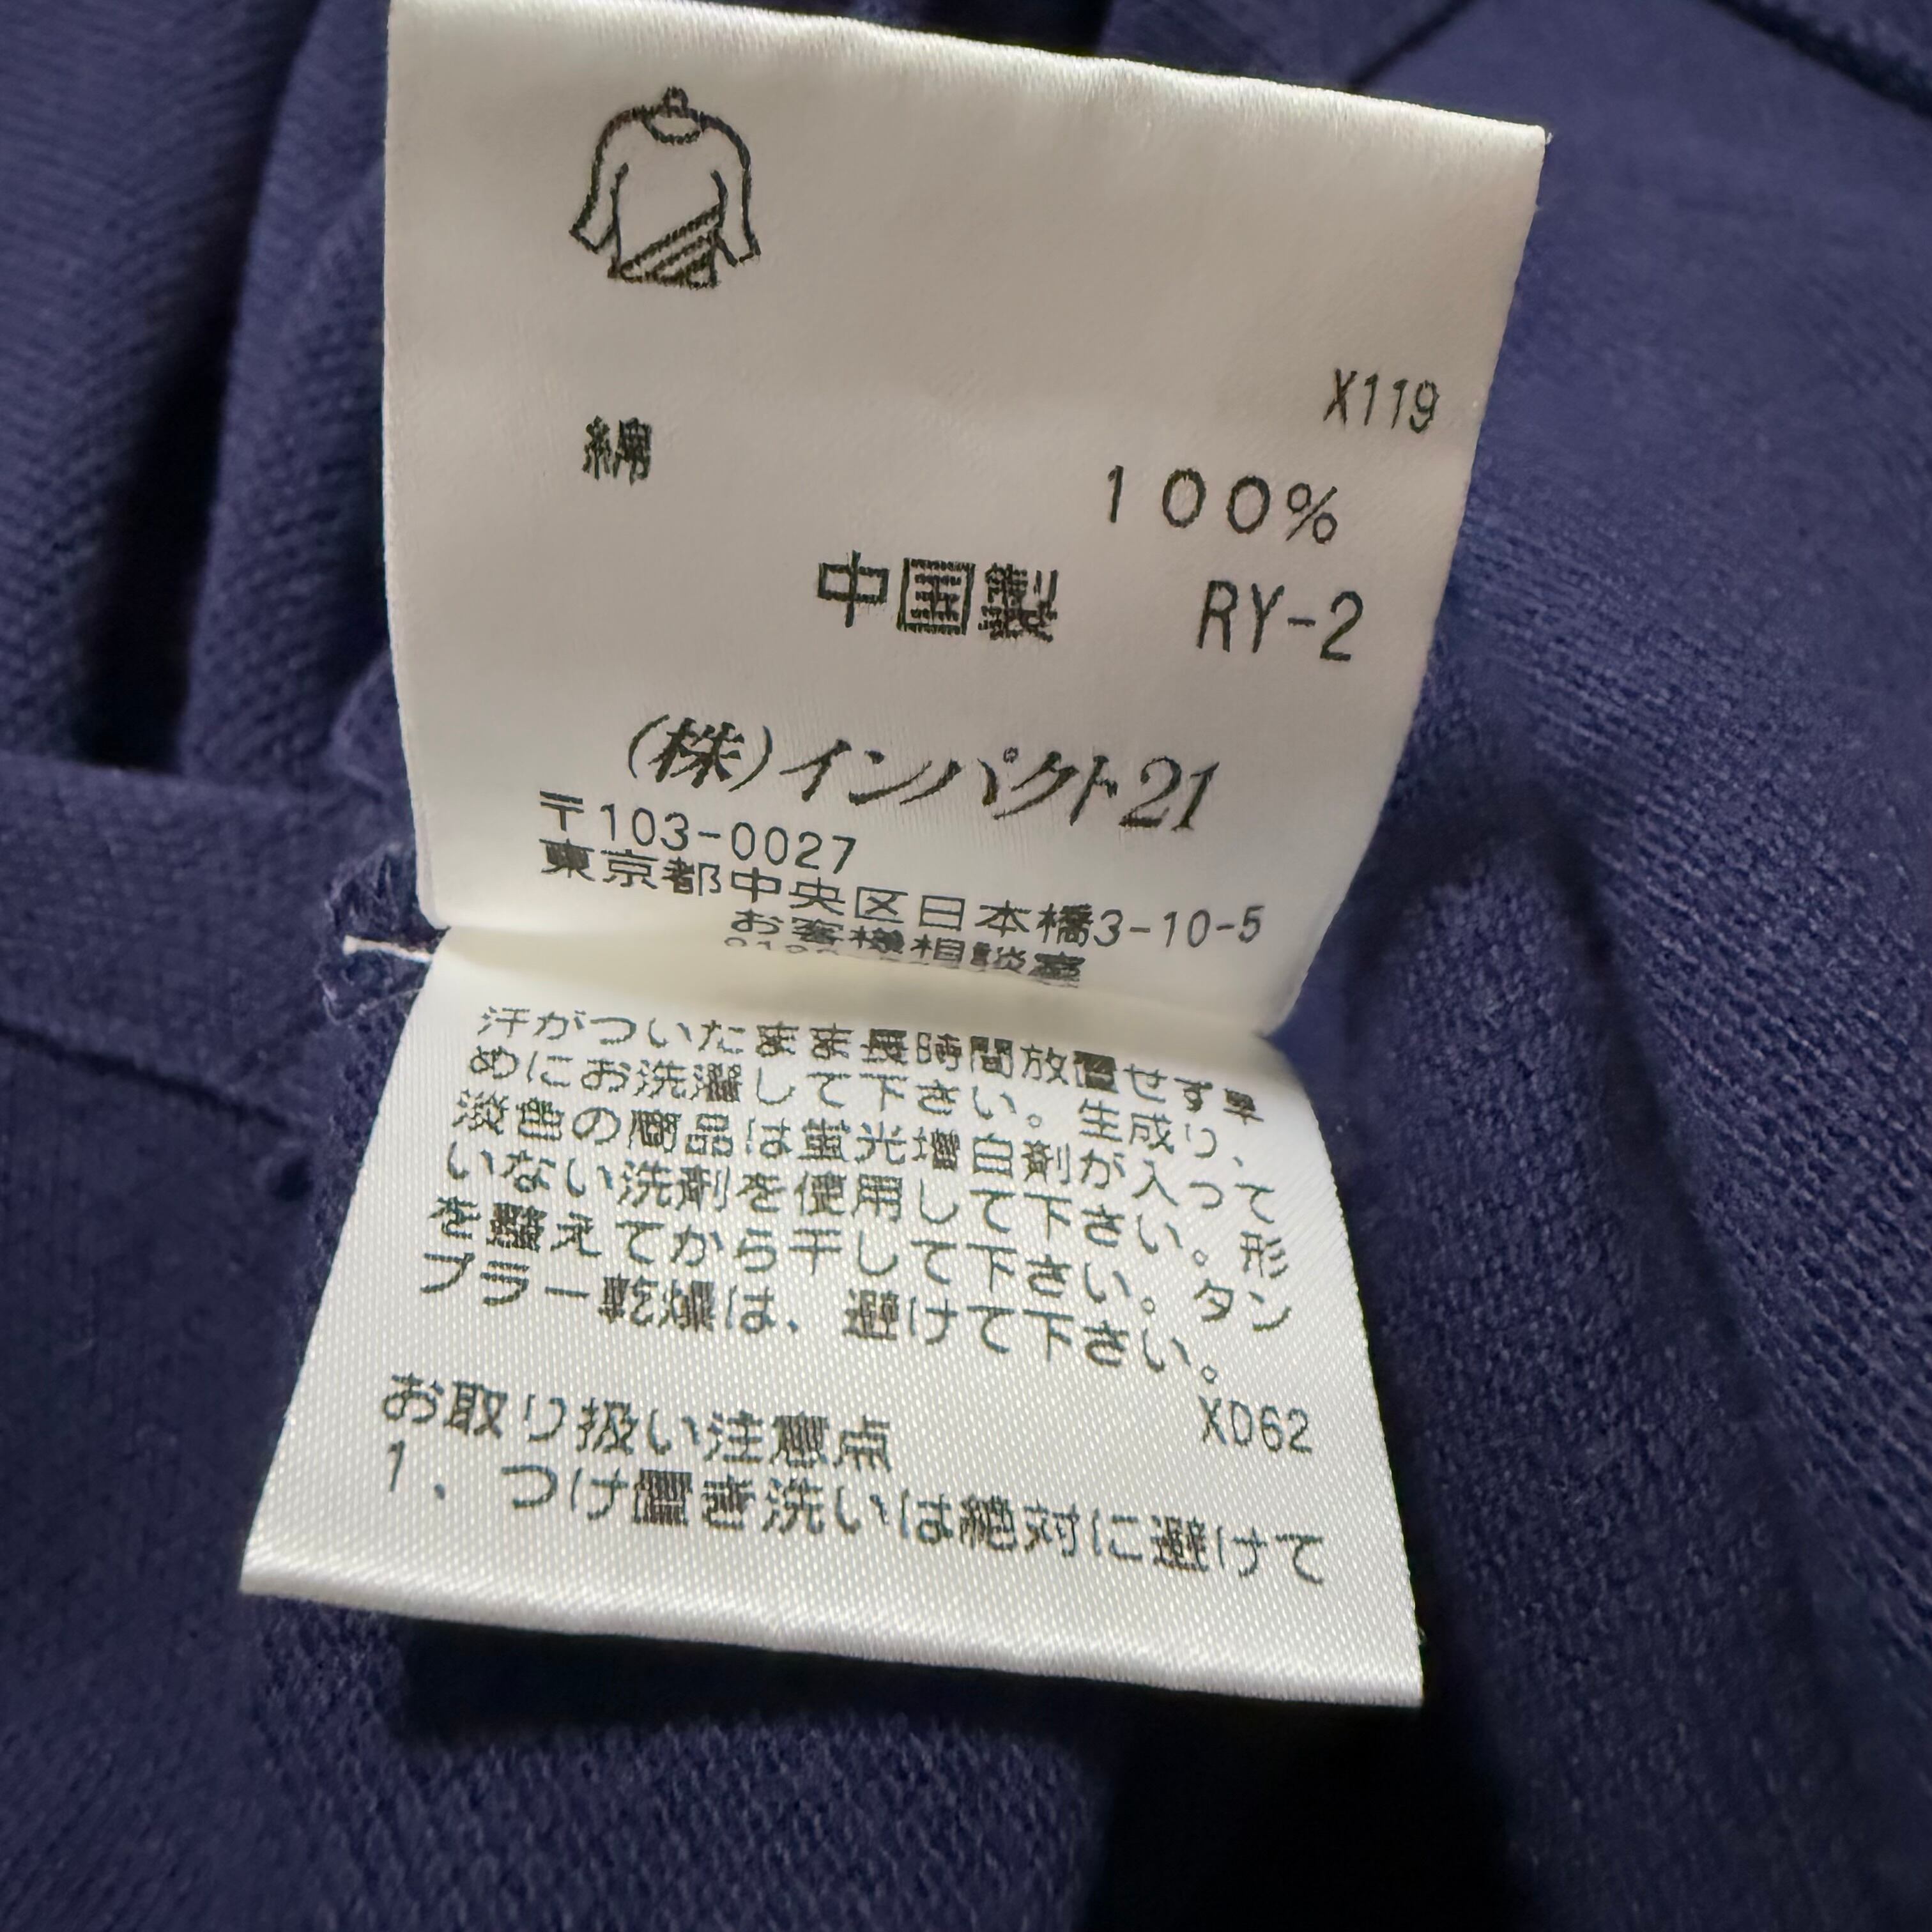 X119
綿 100%
中国製 RY-2
(株)インパクト21
〒103-0027
東京都中央区日本橋3-10-5
お客様相談室
汗がついたまま長時間放置せず早
めにお洗濯して下さい。生成り、
淡色の商品は蛍光増白剤が入って
いない洗剤を使用して下さい。形
を整えてから干して下さい。タン
ブラー乾燥は、避けて下さい。
XD62
お取り扱い注意点
1、つけ置き洗いは絶対に避けて